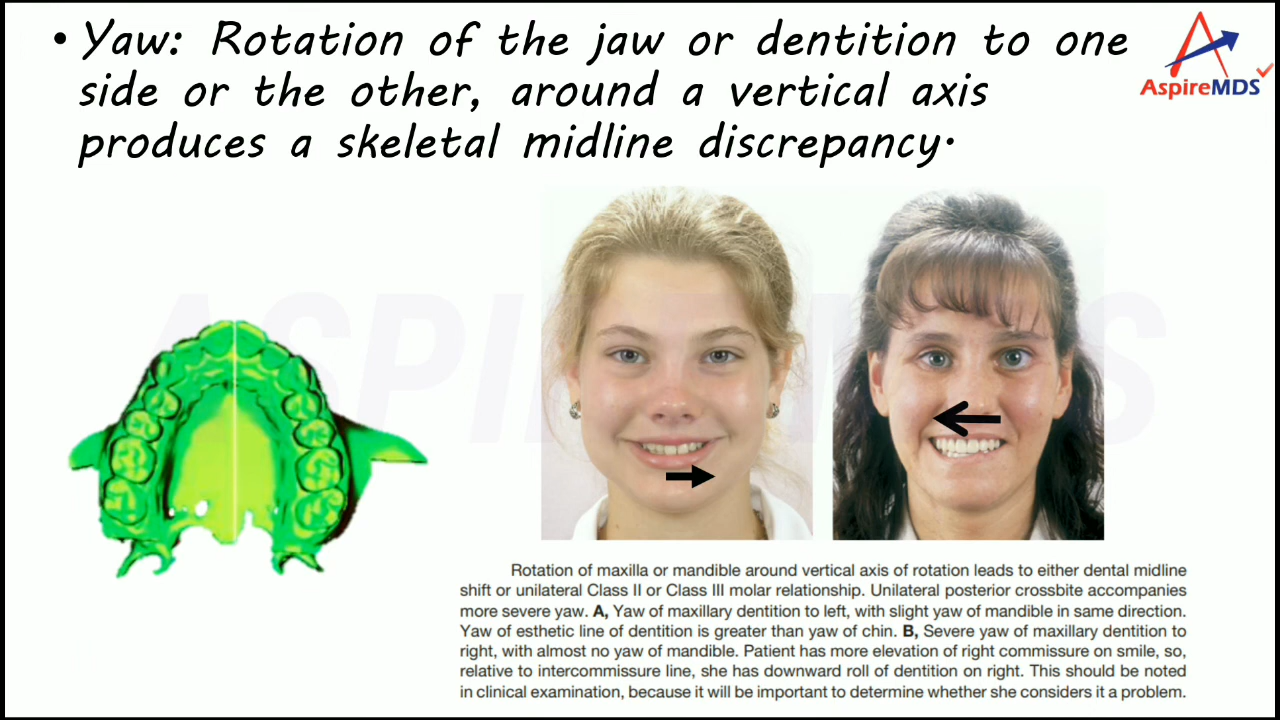 • Yaw: Rotation of the jaw or dentition to one
side or the other, around a vertical axis
produces a skeletal midline discrepancy.
AspireMDS
ASPIRE MDS
Rotation of maxilla or mandible around vertical axis of rotation leads to either dental midline
shift or unilateral Class II or Class III molar relationship. Unilateral posterior crossbite accompanies
more severe yaw. A, Yaw of maxillary dentition to left, with slight yaw of mandible in same direction.
Yaw of esthetic line of dentition is greater than yaw of chin. B, Severe yaw of maxillary dentition to
right, with almost no yaw of mandible. Patient has more elevation of right commissure on smile, so,
relative to intercommissure line, she has downward roll of dentition on right. This should be noted
in clinical examination, because it will be important to determine whether she considers it a problem.